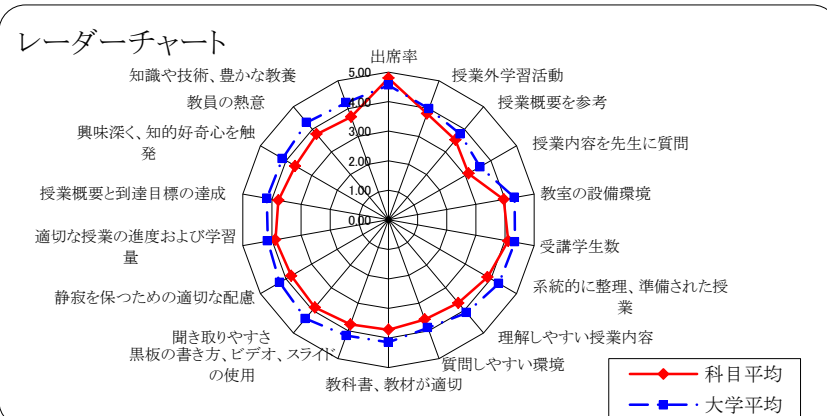 レーダーチャート
出席率
授業外学習活動
授業概要を参考
授業内容を先生に質問
教室の設備環境
受講学生数
系統的に整理、準備された授
業
理解しやすい授業内容
質問しやすい環境
教科書、教材が適切
黒板の書き方、ビデオ、スライド
の使用
聞き取りやすさ
静寂を保つための適切な配慮
適切な授業の進度および学習
量
授業概要と到達目標の達成
興味深く、知的好奇心を触
発
教員の熱意
知識や技術、豊かな教養
5.00
4.00
3.00
2.00
1.00
0.00
科目平均
大学平均